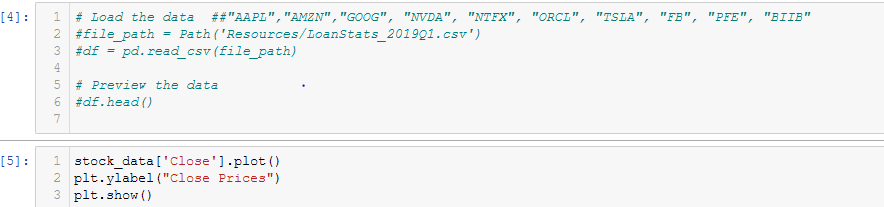 [4]:
1 # Load the data  ##"AAPL","AMZN","GOOG", "NVDA", "NTFX", "ORCL", "TSLA", "FB", "PFE", "BIIB"
2 #file_path = Path('Resources/LoanStats_2019Q1.csv')
3 #df = pd.read_csv(file_path)
4
5 # Preview the data
6 #df.head()
7
[5]:
1 stock_data['Close'].plot()
2 plt.ylabel("Close Prices")
3 plt.show()